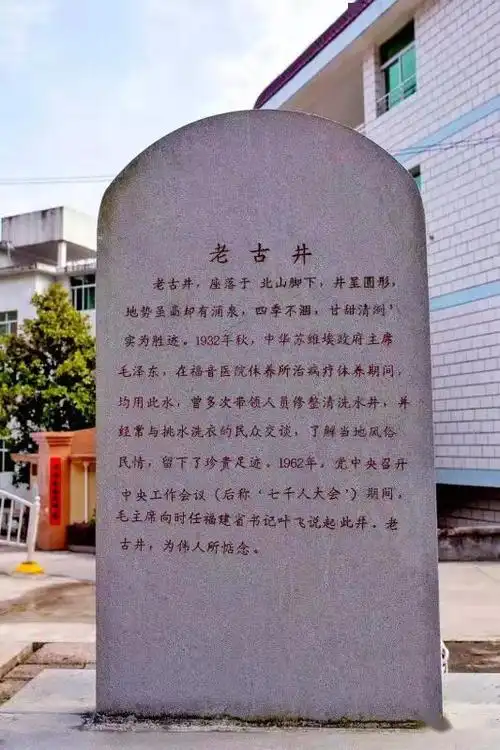 老古井
老古井，座落于 北山脚下，井呈圆形，
地势虽高却有涌泉，四季不涸，甘甜清洌，
实为胜迹。1932年秋，中华苏维埃政府主席
毛泽东，在福音医院休养所治病疗休养期间，
均用此水，曾多次带领人员修整清洗水井，并
经常与挑水洗衣的民众交谈，了解当地风俗
民情，留下了珍贵足迹。1962年，党中央召开
中央工作会议（后称‘七千人大会’）期间，
毛主席向时任福建省书记叶飞说起此井。老
古井，为伟人所惦念。